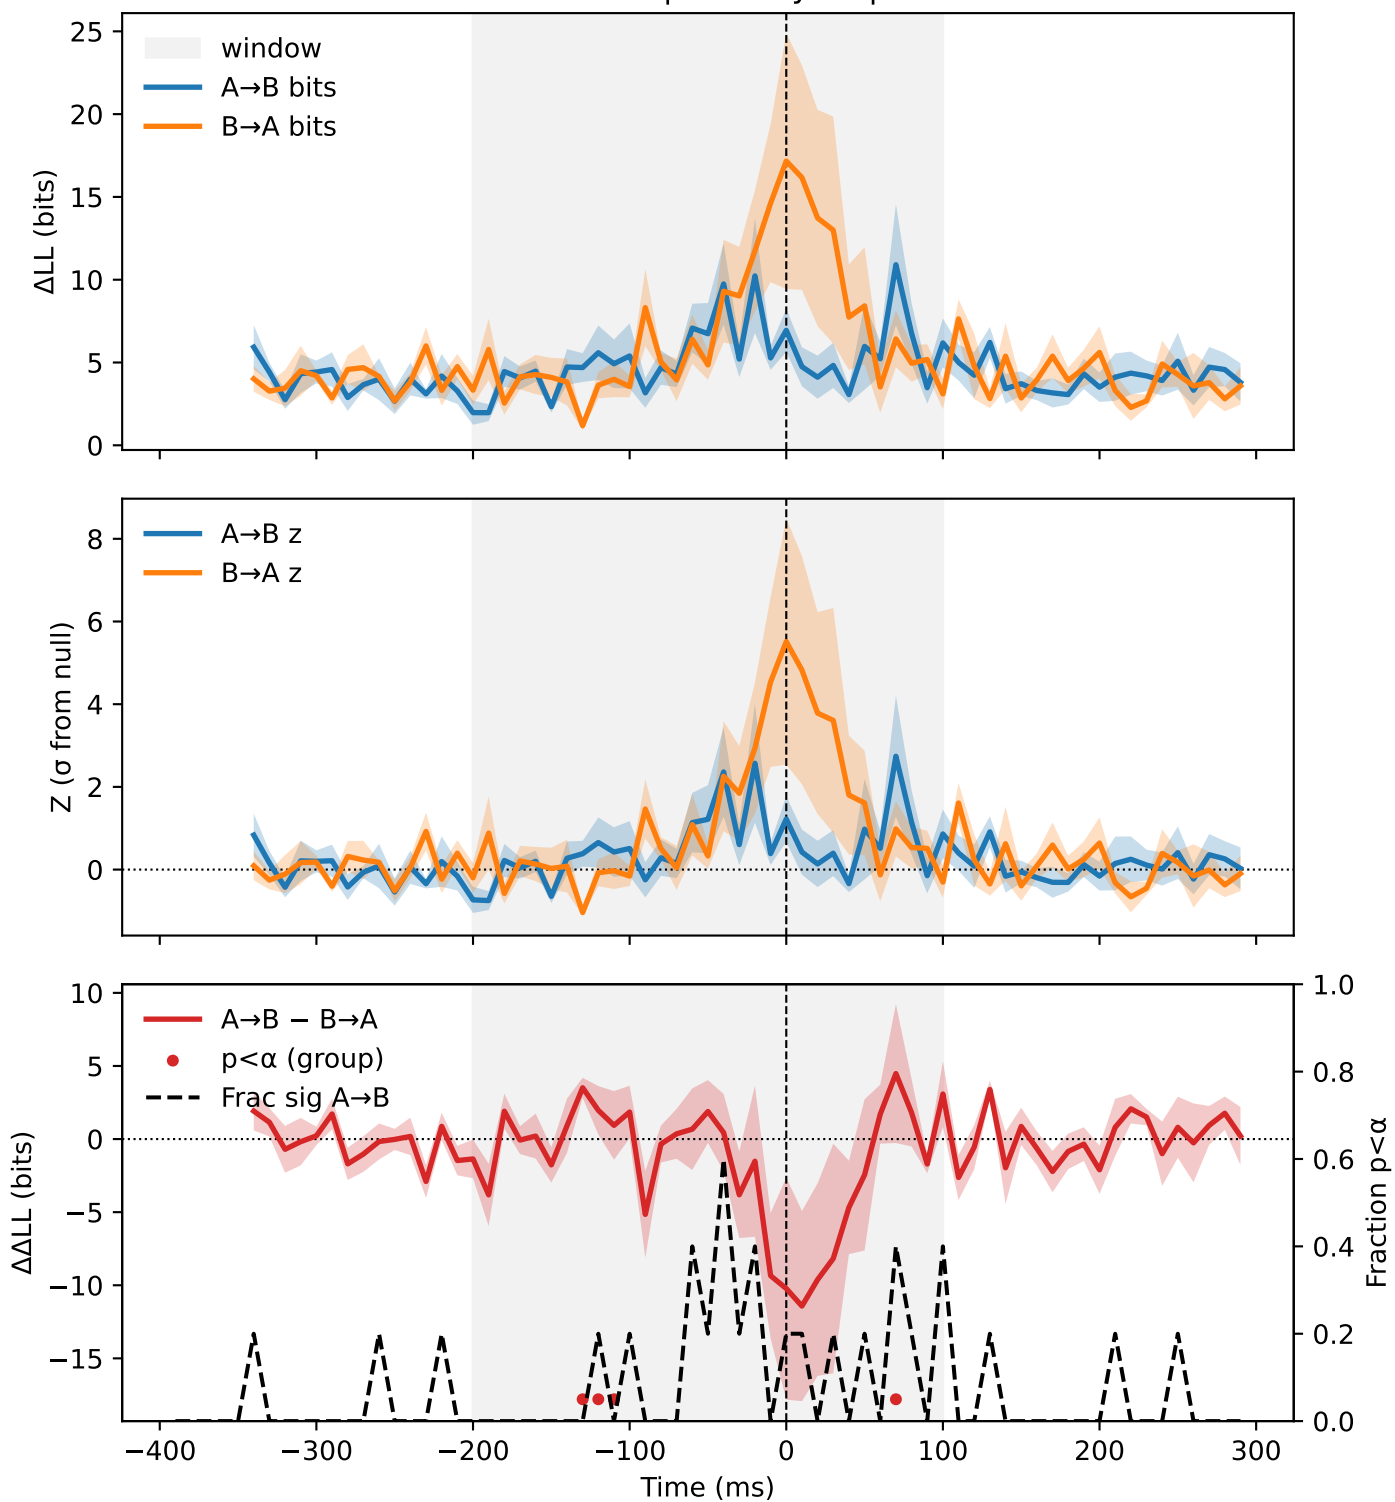 25
20
15
10
5
0
ΔLL (bits)
window
A→B bits
B→A bits
8
6
4
2
0
Z (σ from null)
A→B z
B→A z
10
5
0
−5
−10
−15
ΔΔLL (bits)
A→B − B→A
p<α (group)
Frac sig A→B
1.0
0.8
0.6
0.4
0.2
0.0
Fraction p<α
−400
−300
−200
−100
0
100
200
300
Time (ms)